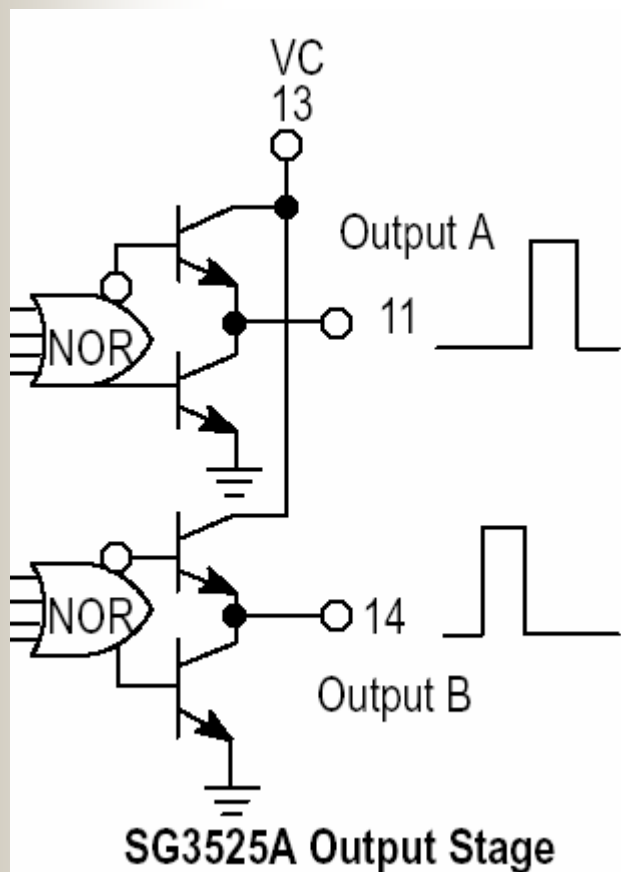 VC
13
Output A
11
NOR
NOR
14
Output B
SG3525A Output Stage